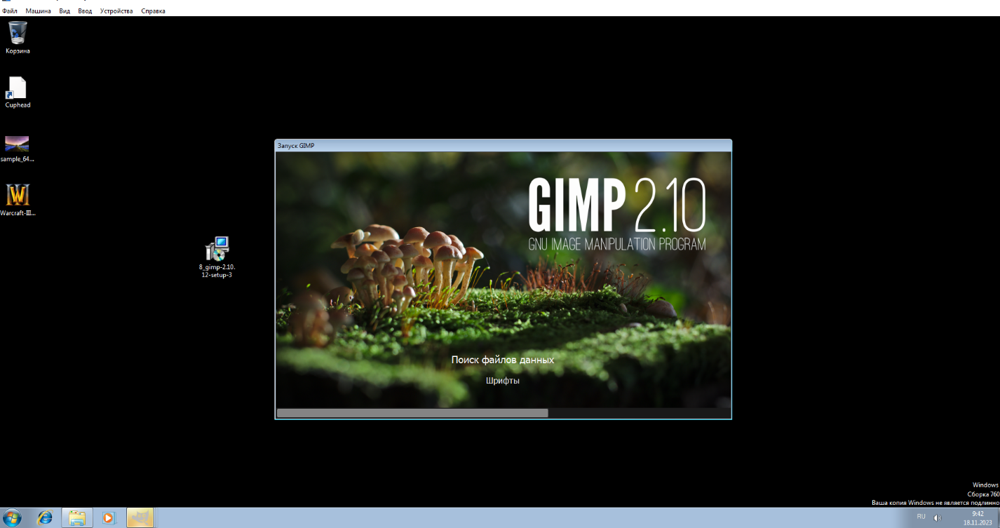 Файл Машина Вид Ввод Устройства Справка
Корзина
Cuphead
sample_64...
Warcraft-III...
8_gimp-2.10.
12-setup-3
Запуск GIMP
GIMP 2.10
GNU IMAGE MANIPULATION PROGRAM
Поиск файлов данных
Шрифты
Windows
Сборка 760
Ваша копия Windows не является подлинно
RU
9:42
18.11.2023